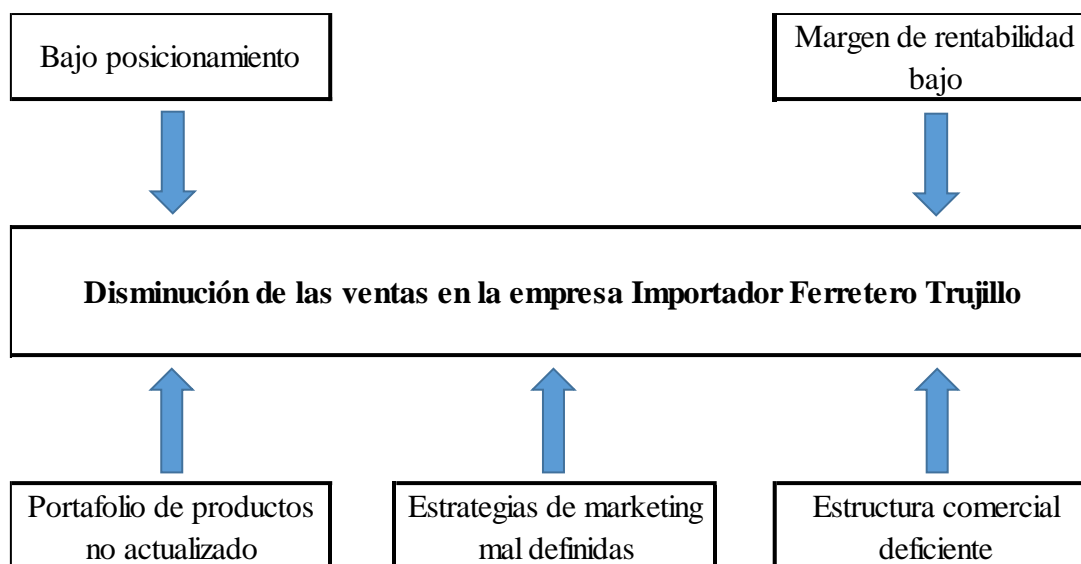 Bajo posicionamiento
Margen de rentabilidad
bajo
Disminución de las ventas en la empresa Importador Ferretero Trujillo
Portafolio de productos
no actualizado
Estrategias de marketing
mal definidas
Estructura comercial
deficiente